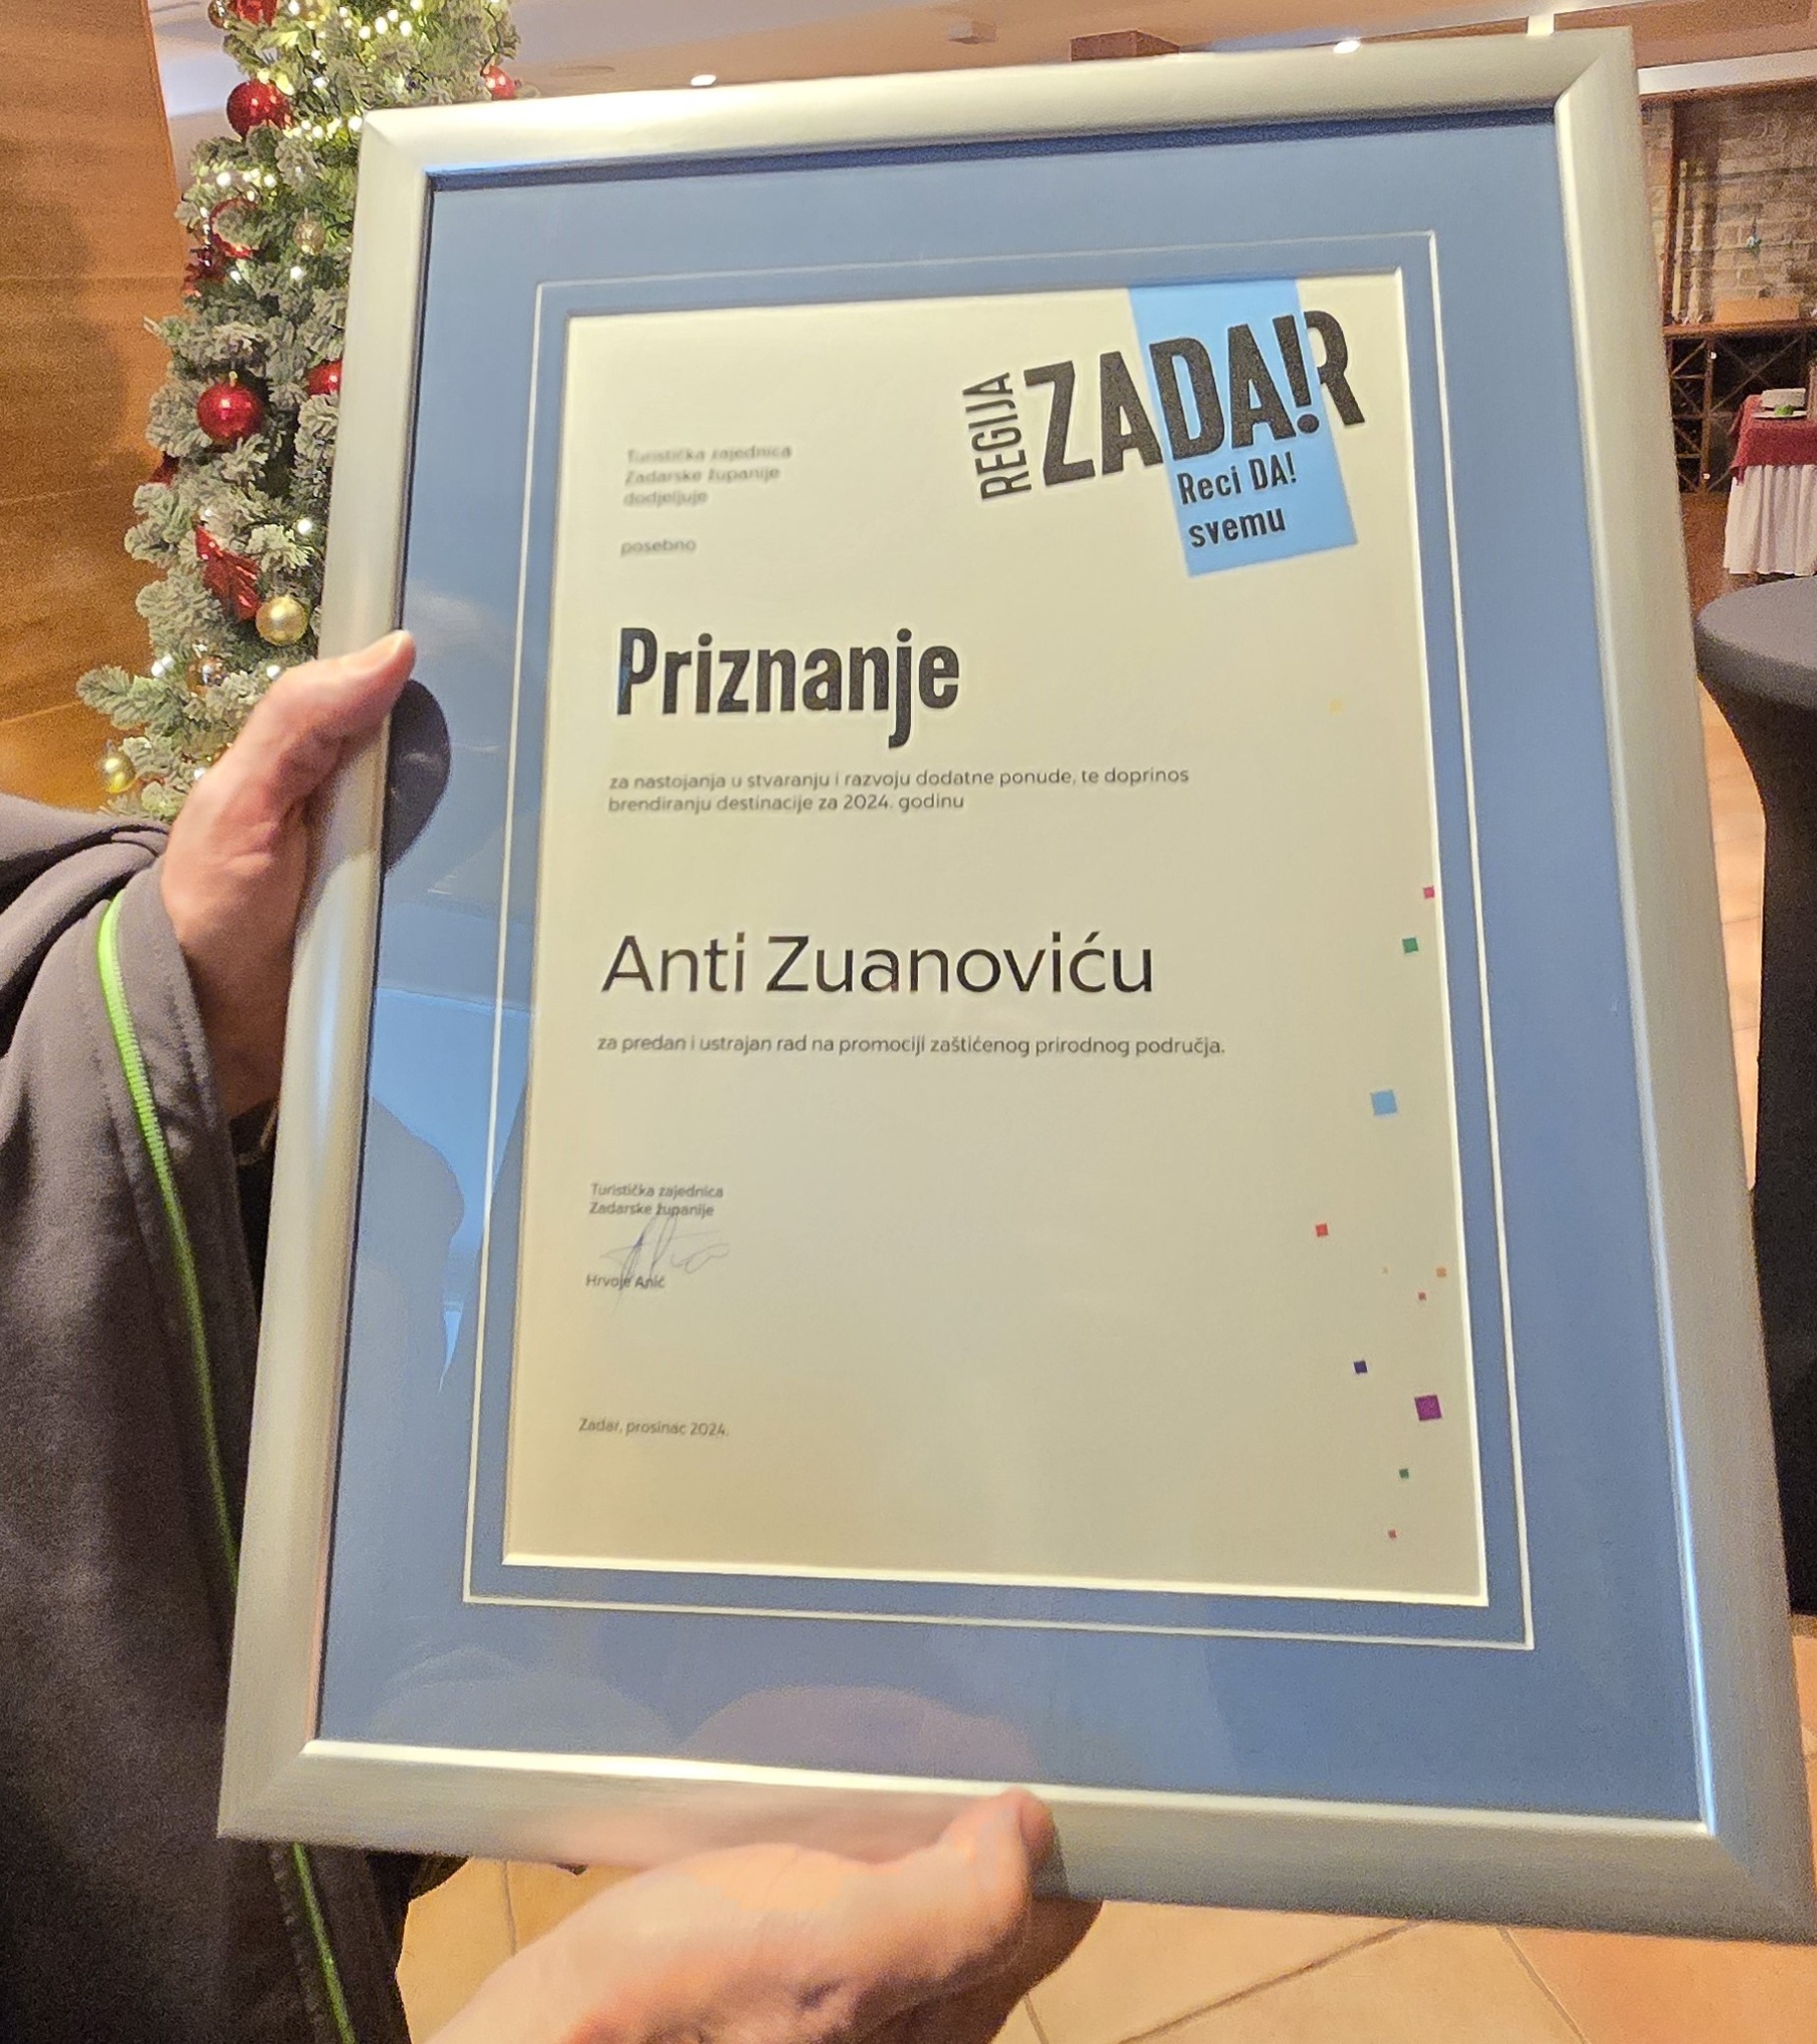 REGIJA
ZADA!R
Reci DA!
svemu
Turistička zajednica
Zadarske županije
dodjeljuje
posebno
Priznanje
za nastojanja u stvaranju i razvoju dodatne ponude, te doprinos
brendiranju destinacije za 2024. godinu
Anti Zuanoviću
za predan i ustrajan rad na promociji zaštićenog prirodnog područja.
Turistička zajednica
Zadarske županije
Hrvoje Anić
Zadar, prosinac 2024.